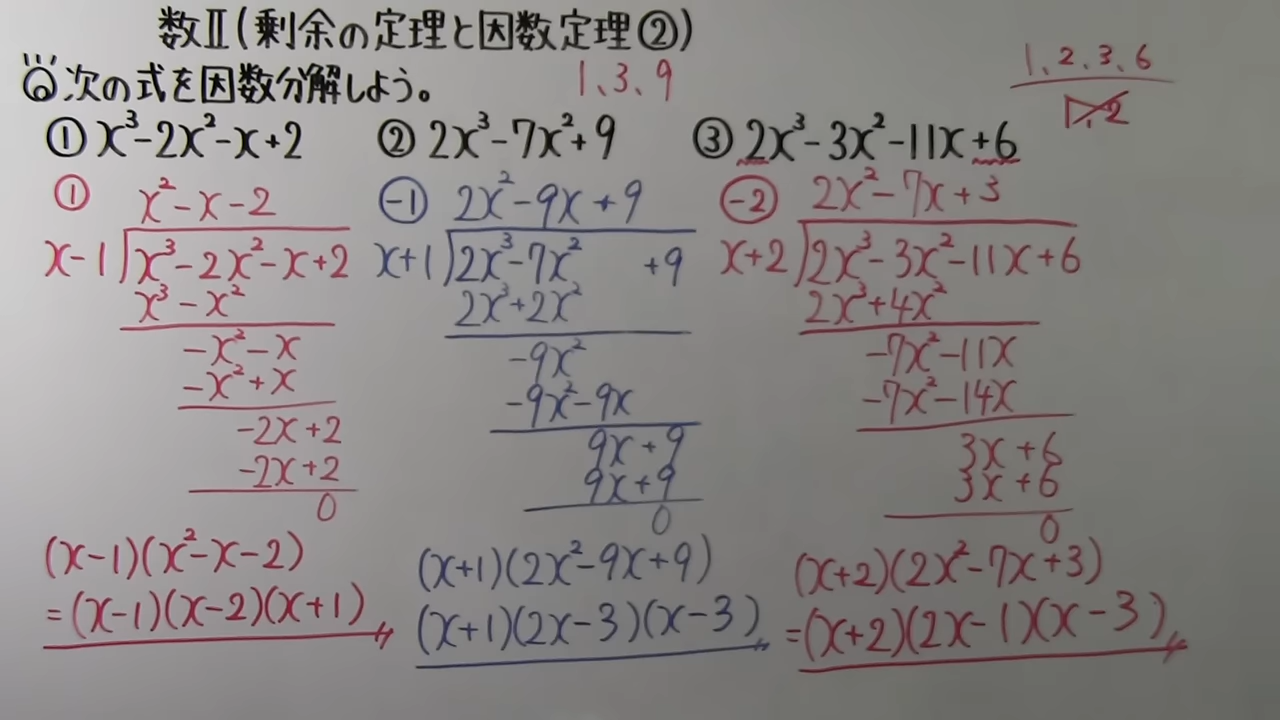 数Ⅱ(剰余の定理と因数定理②)
◎次の式を因数分解しよう。
1、3、9
1、2、3、6
1、2
① x³-2x²-x+2
② 2x³-7x²+9
③ 2x³-3x²-11x+6
①
x²-x-2
x-1)x³-2x²-x+2
x³-x²
-x²-x
-x²+x
-2x+2
-2x+2
0
(x-1)(x²-x-2)
=(x-1)(x-2)(x+1)
-1
2x²-9x+9
x+1)2x³-7x² +9
2x³+2x²
-9x²
-9x²-9x
9x+9
9x+9
0
(x+1)(2x²-9x+9)
(x+1)(2x-3)(x-3)
-2
2x²-7x+3
x+2)2x³-3x²-11x+6
2x³+4x²
-7x²-11x
-7x²-14x
3x+6
3x+6
0
(x+2)(2x²-7x+3)
=(x+2)(2x-1)(x-3)